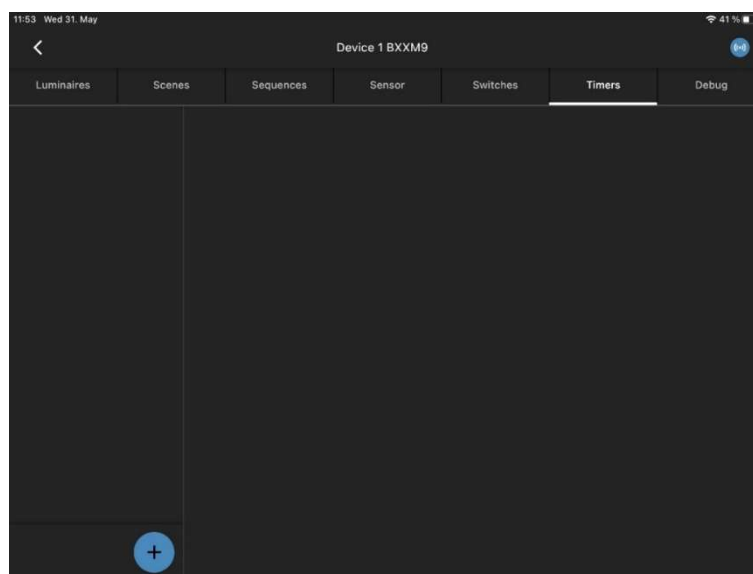 11:53 Wed 31. May 41 %
Device 1 BXXM9
Luminaires Scenes Sequences Sensor Switches Timers Debug
+